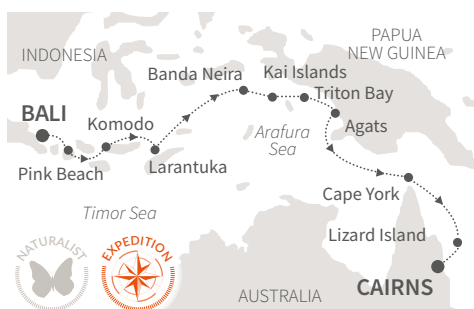 INDONESIA
PAPUA
NEW GUINEA
Banda Neira
Kai Islands
Triton Bay
BALI
Komodo
Agats
Arafura
Sea
Pink Beach
Larantuka
Cape York
Timor Sea
Lizard Island
NATURALIST
EXPEDITION
CAIRNS
AUSTRALIA